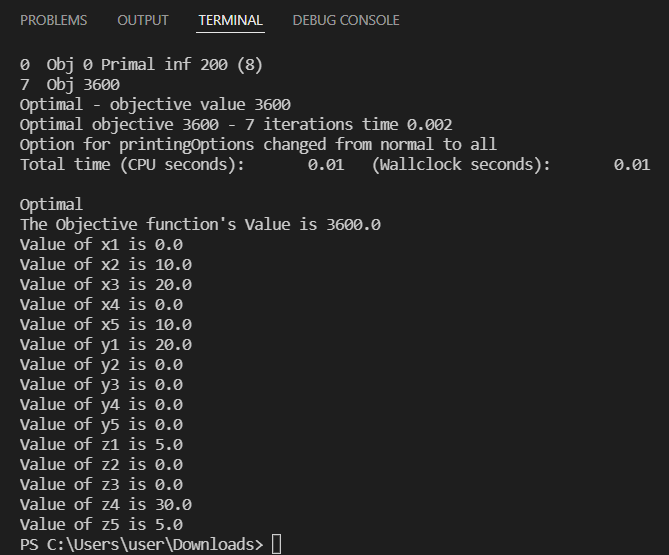 PROBLEMS OUTPUT TERMINAL DEBUG CONSOLE
0  Obj 0 Primal inf 200 (8)
7  Obj 3600
Optimal - objective value 3600
Optimal objective 3600 - 7 iterations time 0.002
Option for printingOptions changed from normal to all
Total time (CPU seconds):       0.01   (Wallclock seconds):       0.01
Optimal
The Objective function's Value is 3600.0
Value of x1 is 0.0
Value of x2 is 10.0
Value of x3 is 20.0
Value of x4 is 0.0
Value of x5 is 10.0
Value of y1 is 20.0
Value of y2 is 0.0
Value of y3 is 0.0
Value of y4 is 0.0
Value of y5 is 0.0
Value of z1 is 5.0
Value of z2 is 0.0
Value of z3 is 0.0
Value of z4 is 30.0
Value of z5 is 5.0
PS C:\Users\user\Downloads>